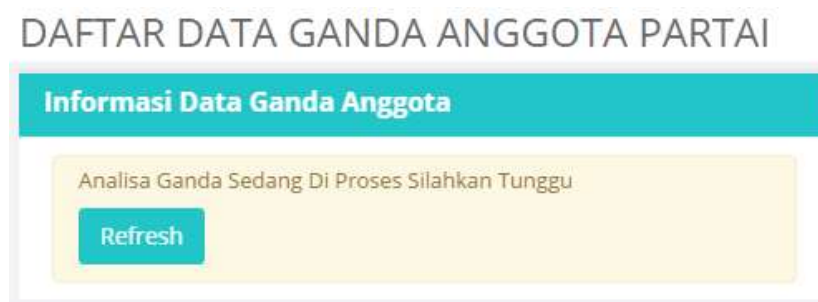 DAFTAR DATA GANDA ANGGOTA PARTAI
Informasi Data Ganda Anggota
Analisa Ganda Sedang Di Proses Silahkan Tunggu
Refresh